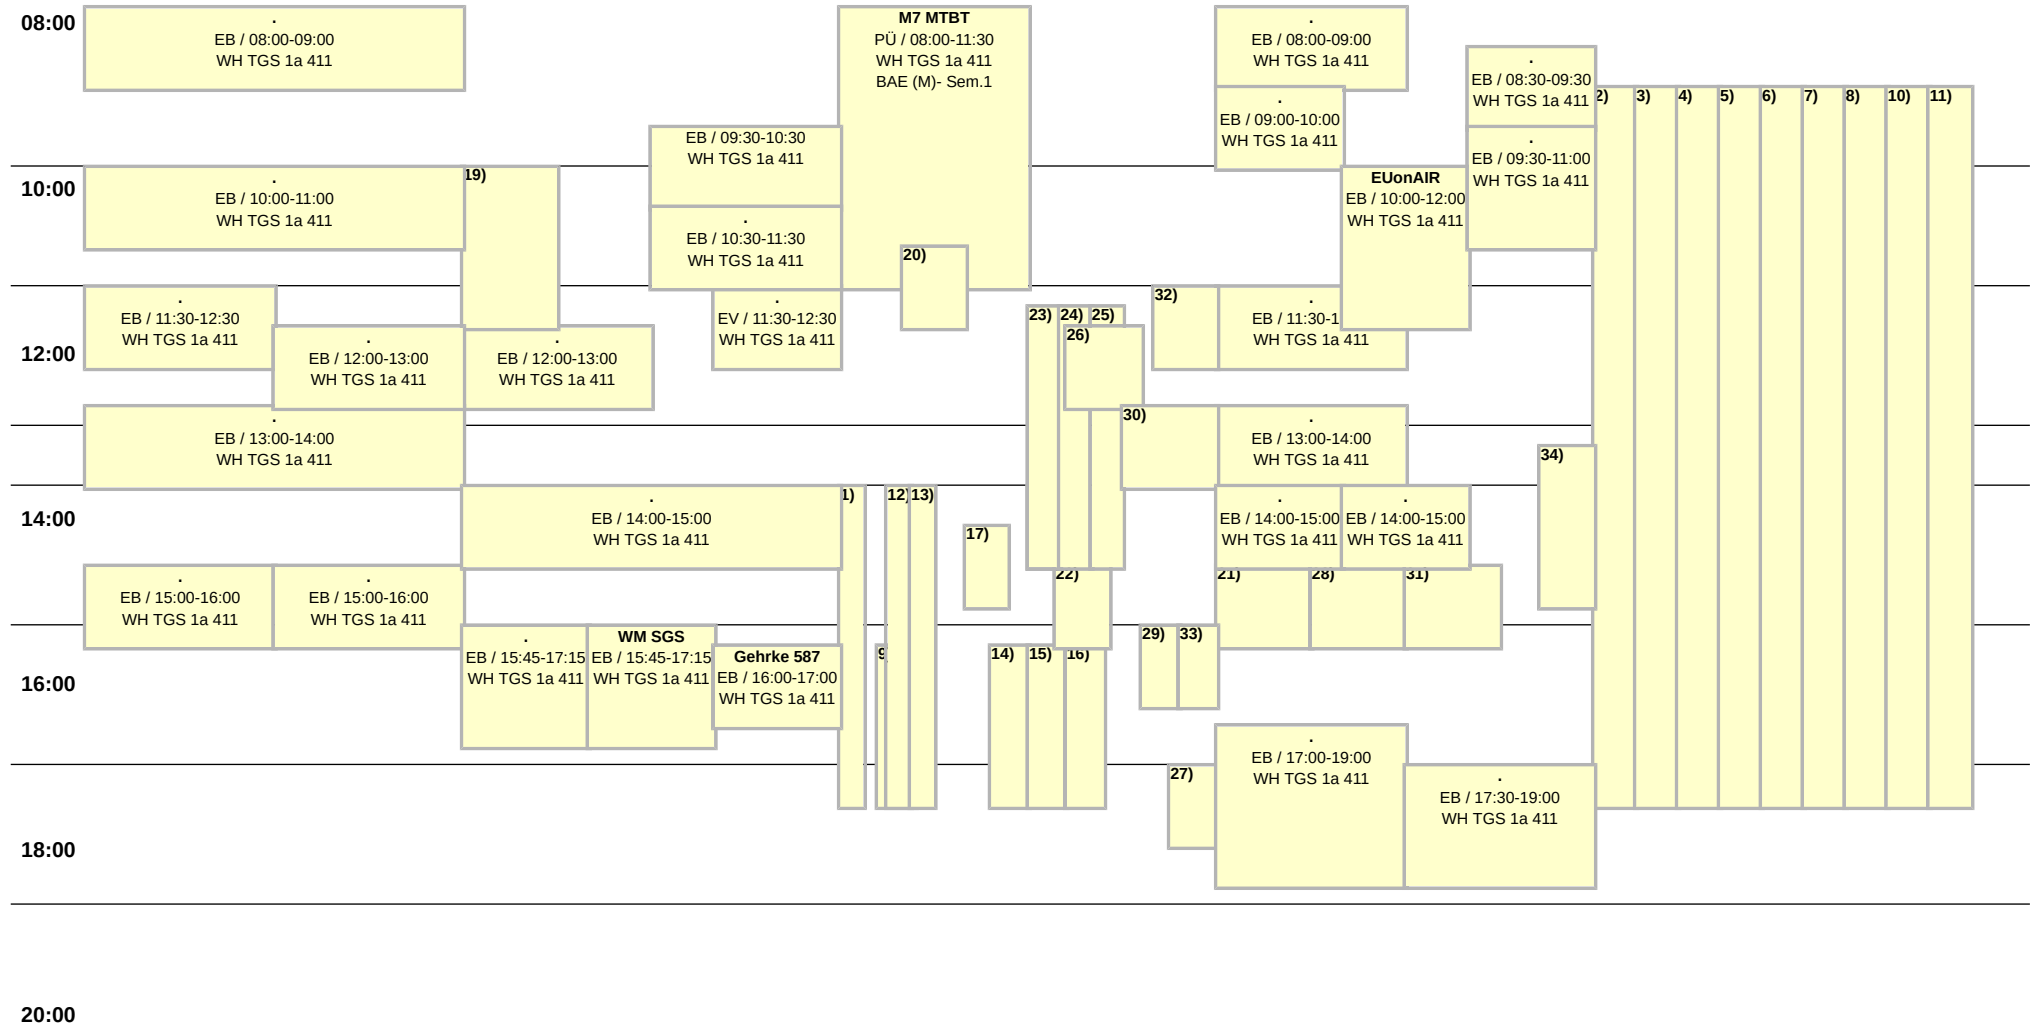 08:00
.
EB / 08:00-09:00
WH TGS 1a 411
M7 MTBT
PÜ / 08:00-11:30
WH TGS 1a 411
BAE (M)- Sem.1
.
EB / 08:00-09:00
WH TGS 1a 411
.
EB / 08:30-09:30
WH TGS 1a 411
.
EB / 09:00-10:00
WH TGS 1a 411
2)
3)
4)
5)
6)
7)
8)
10)
11)
EB / 09:30-10:30
WH TGS 1a 411
.
EB / 09:30-11:00
WH TGS 1a 411
10:00
.
EB / 10:00-11:00
WH TGS 1a 411
19)
EUonAIR
EB / 10:00-12:00
WH TGS 1a 411
.
EB / 10:30-11:30
WH TGS 1a 411
20)
.
EB / 11:30-12:30
WH TGS 1a 411
.
EV / 11:30-12:30
WH TGS 1a 411
32)
.
EB / 11:30-1
WH TGS 1a 411
23)
24)
25)
26)
12:00
.
EB / 12:00-13:00
WH TGS 1a 411
.
EB / 12:00-13:00
WH TGS 1a 411
.
EB / 13:00-14:00
WH TGS 1a 411
30)
.
EB / 13:00-14:00
WH TGS 1a 411
34)
14:00
.
EB / 14:00-15:00
WH TGS 1a 411
1)
12)
13)
17)
.
EB / 14:00-15:00
WH TGS 1a 411
.
EB / 14:00-15:00
WH TGS 1a 411
.
EB / 15:00-16:00
WH TGS 1a 411
.
EB / 15:00-16:00
WH TGS 1a 411
22)
21)
28)
31)
.
EB / 15:45-17:15
WH TGS 1a 411
WM SGS
EB / 15:45-17:15
WH TGS 1a 411
Gehrke 587
EB / 16:00-17:00
WH TGS 1a 411
9
14)
15)
16)
29)
33)
16:00
.
EB / 17:00-19:00
WH TGS 1a 411
27)
.
EB / 17:30-19:00
WH TGS 1a 411
18:00
20:00